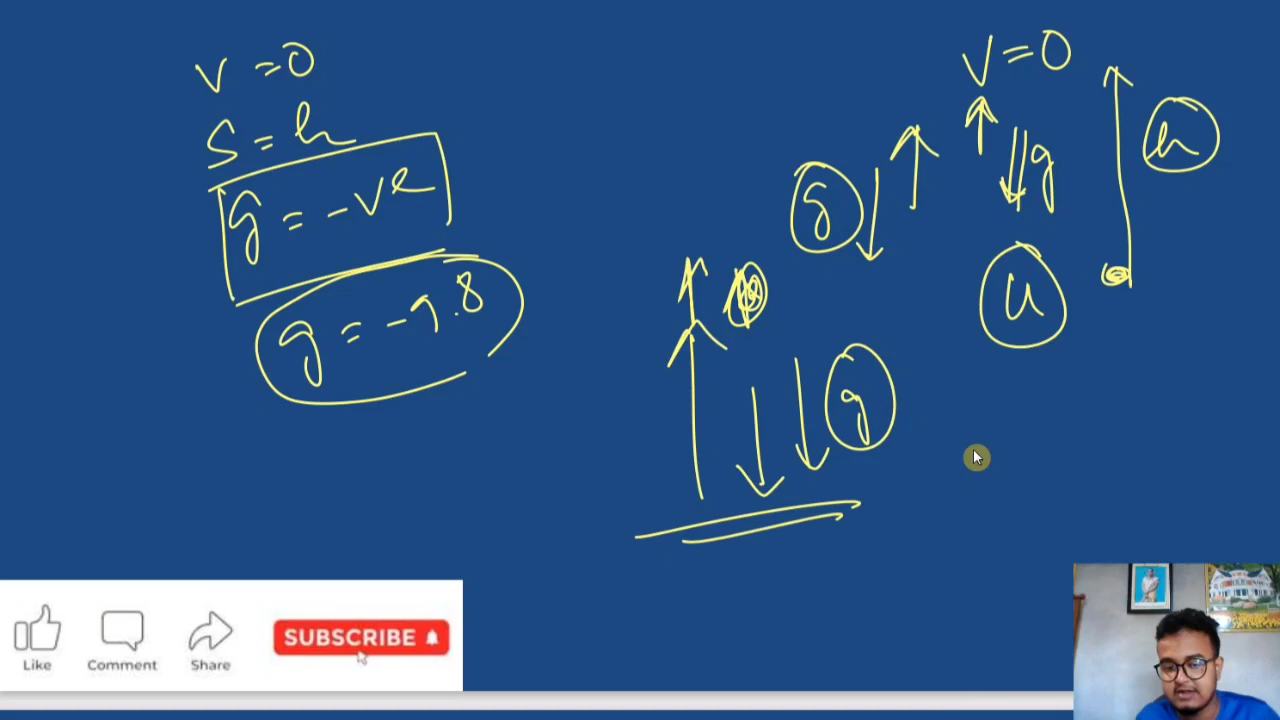 v = 0
s = h
g = -ve
g = -9.8
v = 0
g
h
g
u
g
Like
Comment
Share
SUBSCRIBE